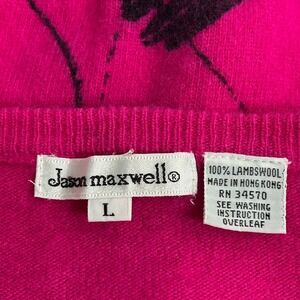 Jason maxwell®
L
100% LAMBSWOOL
MADE IN HONG KONG
RN 34570
SEE WASHING
INSTRUCTION
OVERLEAF